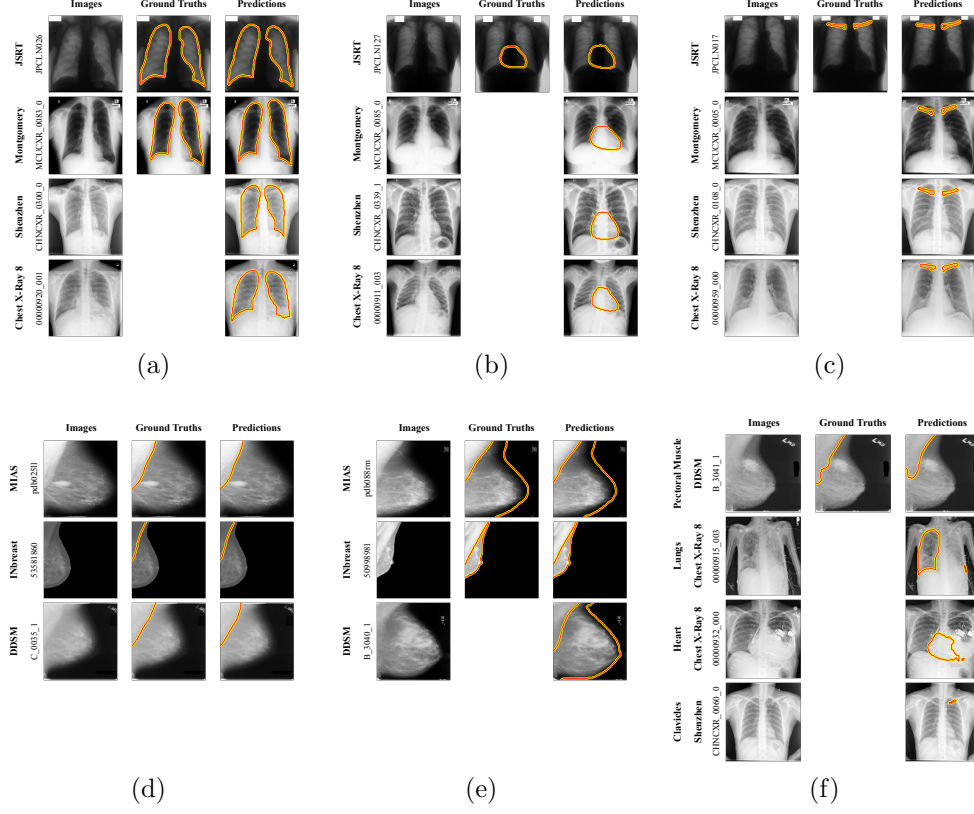 Images Ground Truths Predictions
JSRT
JPCLN026
Montgomery
MCUCXR_0083_0
Shenzhen
CHNCXR_0300_0
Chest X-Ray 8
00000920_001
(a)
Images Ground Truths Predictions
JSRT
JPCLN127
Montgomery
MCUCXR_0085_0
Shenzhen
CHNCXR_0339_1
Chest X-Ray 8
00000911_003
(b)
Images Ground Truths Predictions
JSRT
JPCLN017
Montgomery
MCUCXR_0005_0
Shenzhen
CHNCXR_0108_0
Chest X-Ray 8
00000959_000
(c)
Images Ground Truths Predictions
MIAS
pdb025ll
INbreast
53581860
DDSM
C_0035_1
(d)
Images Ground Truths Predictions
MIAS
pdb088rm
INbreast
50998981
DDSM
B_3040_1
(e)
Images Ground Truths Predictions
Pectoral Muscle
DDSM
B_3041_1
Lungs
Chest X-Ray 8
00000915_003
Heart
Chest X-Ray 8
00000932_000
Clavicles
Shenzhen
CHNCXR_0060_0
(f)